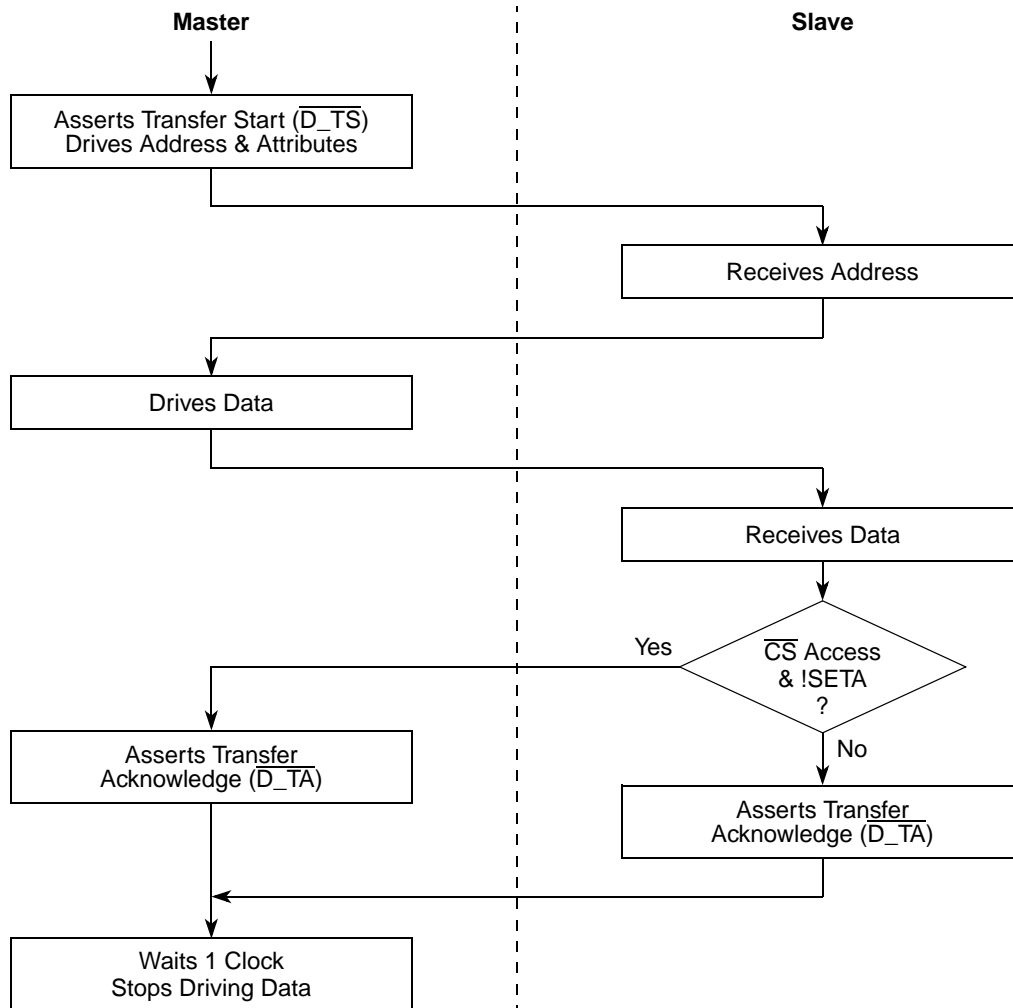 Master
Slave
Asserts Transfer Start (D_TS)
Drives Address & Attributes
Receives Address
Drives Data
Receives Data
CS Access
& !SETA
?
Yes
No
Asserts Transfer
Acknowledge (D_TA)
Asserts Transfer
Acknowledge (D_TA)
Waits 1 Clock
Stops Driving Data